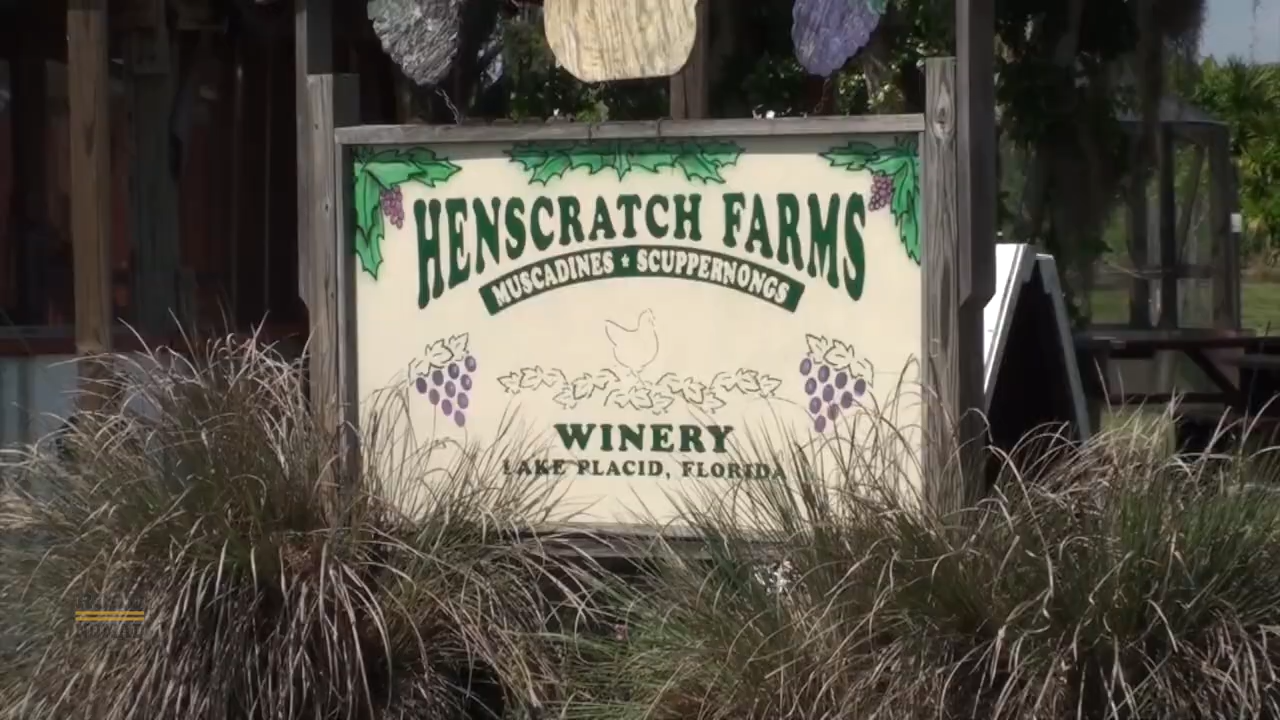 HENSCRATCH FARMS
MUSCADINES ★ SCUPPERNONGS
WINERY
LAKE PLACID, FLORIDA